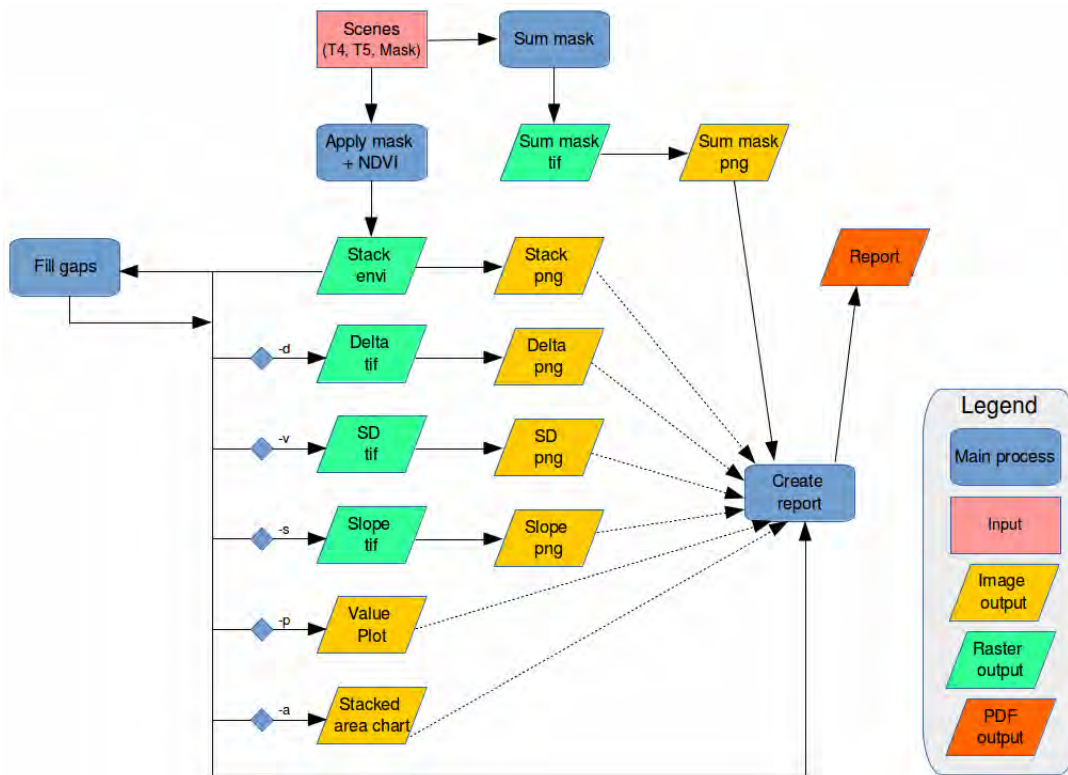 Scenes
(T4, T5, Mask)
Sum mask
Apply mask
+ NDVI
Sum mask
tif
Sum mask
png
Fill gaps
Stack
envi
Stack
png
Report
-d
Delta
tif
Delta
png
-v
SD
tif
SD
png
Create
report
-s
Slope
tif
Slope
png
-p
Value
Plot
-a
Stacked
area chart
Legend
Main process
Input
Image
output
Raster
output
PDF
output